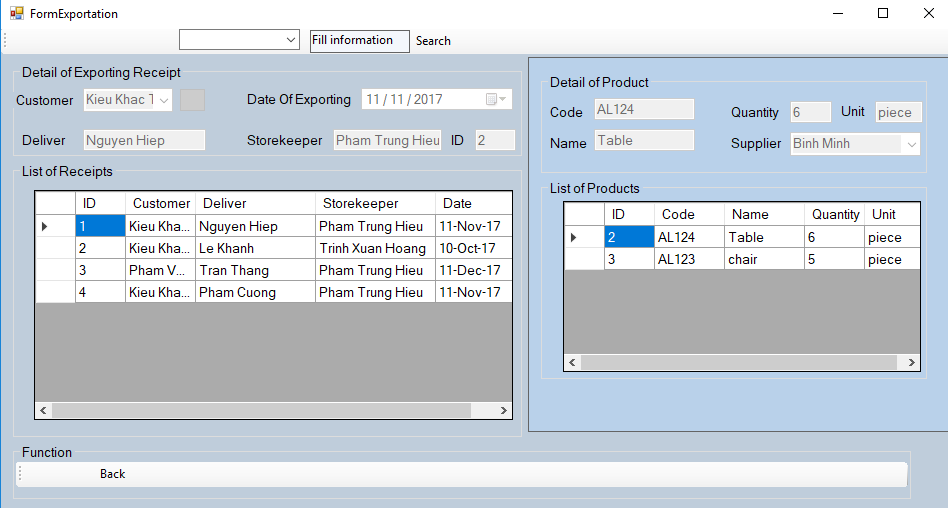 FormExportation
Fill information Search
Detail of Exporting Receipt
Customer Kieu Khac T Date Of Exporting 11 / 11 / 2017
Deliver Nguyen Hiep Storekeeper Pham Trung Hieu ID 2
List of Receipts
ID Customer Deliver Storekeeper Date
1 Kieu Kha... Nguyen Hiep Pham Trung Hieu 11-Nov-17
2 Kieu Kha... Le Khanh Trinh Xuan Hoang 10-Oct-17
3 Pham V... Tran Thang Pham Trung Hieu 11-Dec-17
4 Kieu Kha... Pham Cuong Pham Trung Hieu 11-Nov-17
Detail of Product
Code AL124 Quantity 6 Unit piece
Name Table Supplier Binh Minh
List of Products
ID Code Name Quantity Unit
2 AL124 Table 6 piece
3 AL123 chair 5 piece
Function
Back